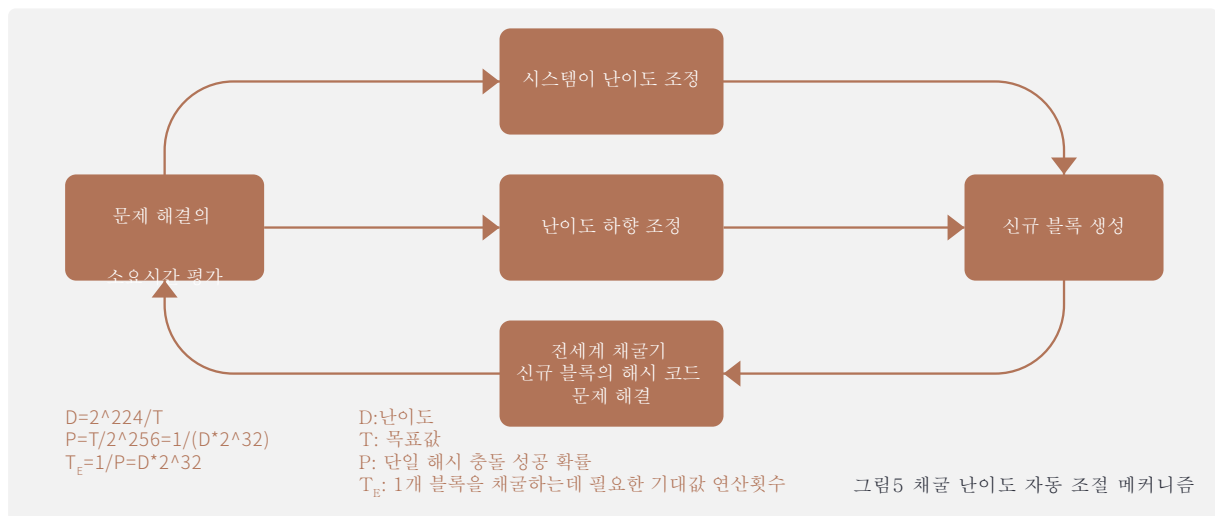 시스템이 난이도 조정
문제 해결의
소요시간 평가
난이도 하향 조정
신규 블록 생성
전세계 채굴기
신규 블록의 해시 코드
문제 해결
D=2^224/T
P=T/2^256=1/(D*2^32)
T_E=1/P=D*2^32
D:난이도
T: 목표값
P: 단일 해시 충돌 성공 확률
T_E: 1개 블록을 채굴하는데 필요한 기대값 연산횟수
그림5 채굴 난이도 자동 조절 메커니즘